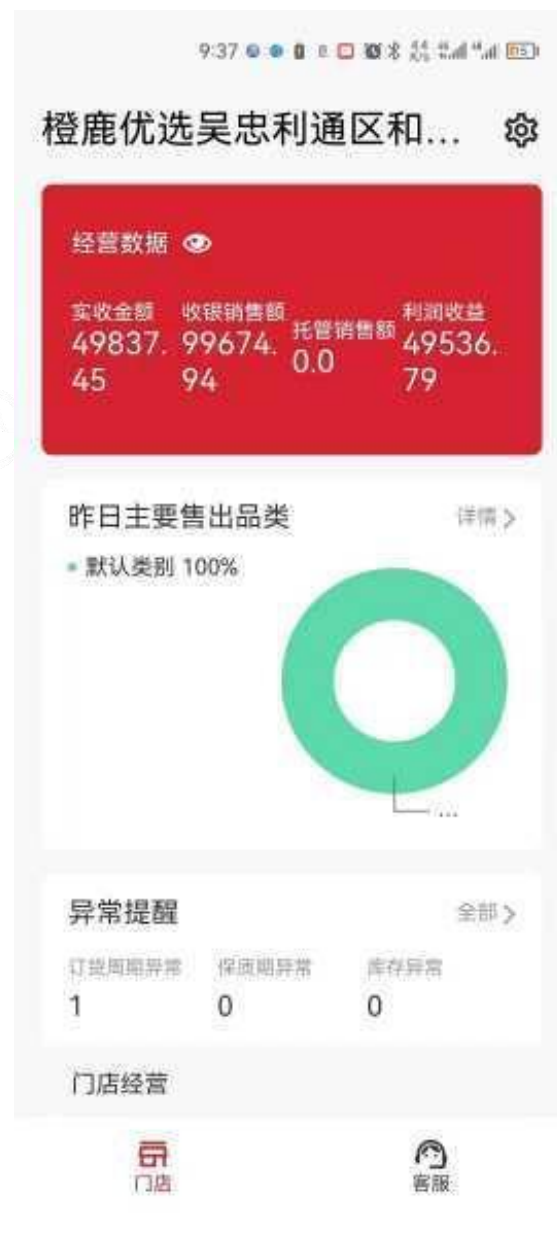 9:37
橙鹿优选吴忠利通区和...
经营数据
实收金额 收银销售额 托管销售额 利润收益
49837.45 99674.94 0.0 49536.79
昨日主要售出品类 详情 >
• 默认类别 100%
...
异常提醒 全部 >
订货周期异常 保质期异常 库存异常
1 0 0
门店经营
门店 客服